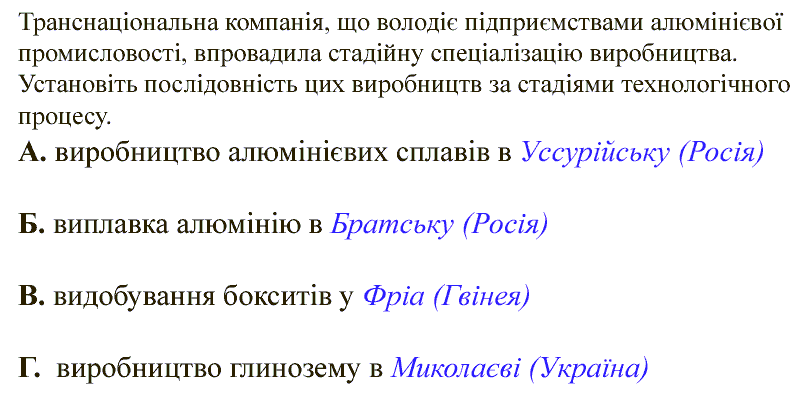 Транснаціональна компанія, що володіє підприємствами алюмінієвої
промисловості, впровадила стадійну спеціалізацію виробництва.
Установіть послідовність цих виробництв за стадіями технологічного
процесу.
А. виробництво алюмінієвих сплавів в Уссурійську (Росія)
Б. виплавка алюмінію в Братську (Росія)
В. видобування бокситів у Фріа (Гвінея)
Г. виробництво глинозему в Миколаєві (Україна)